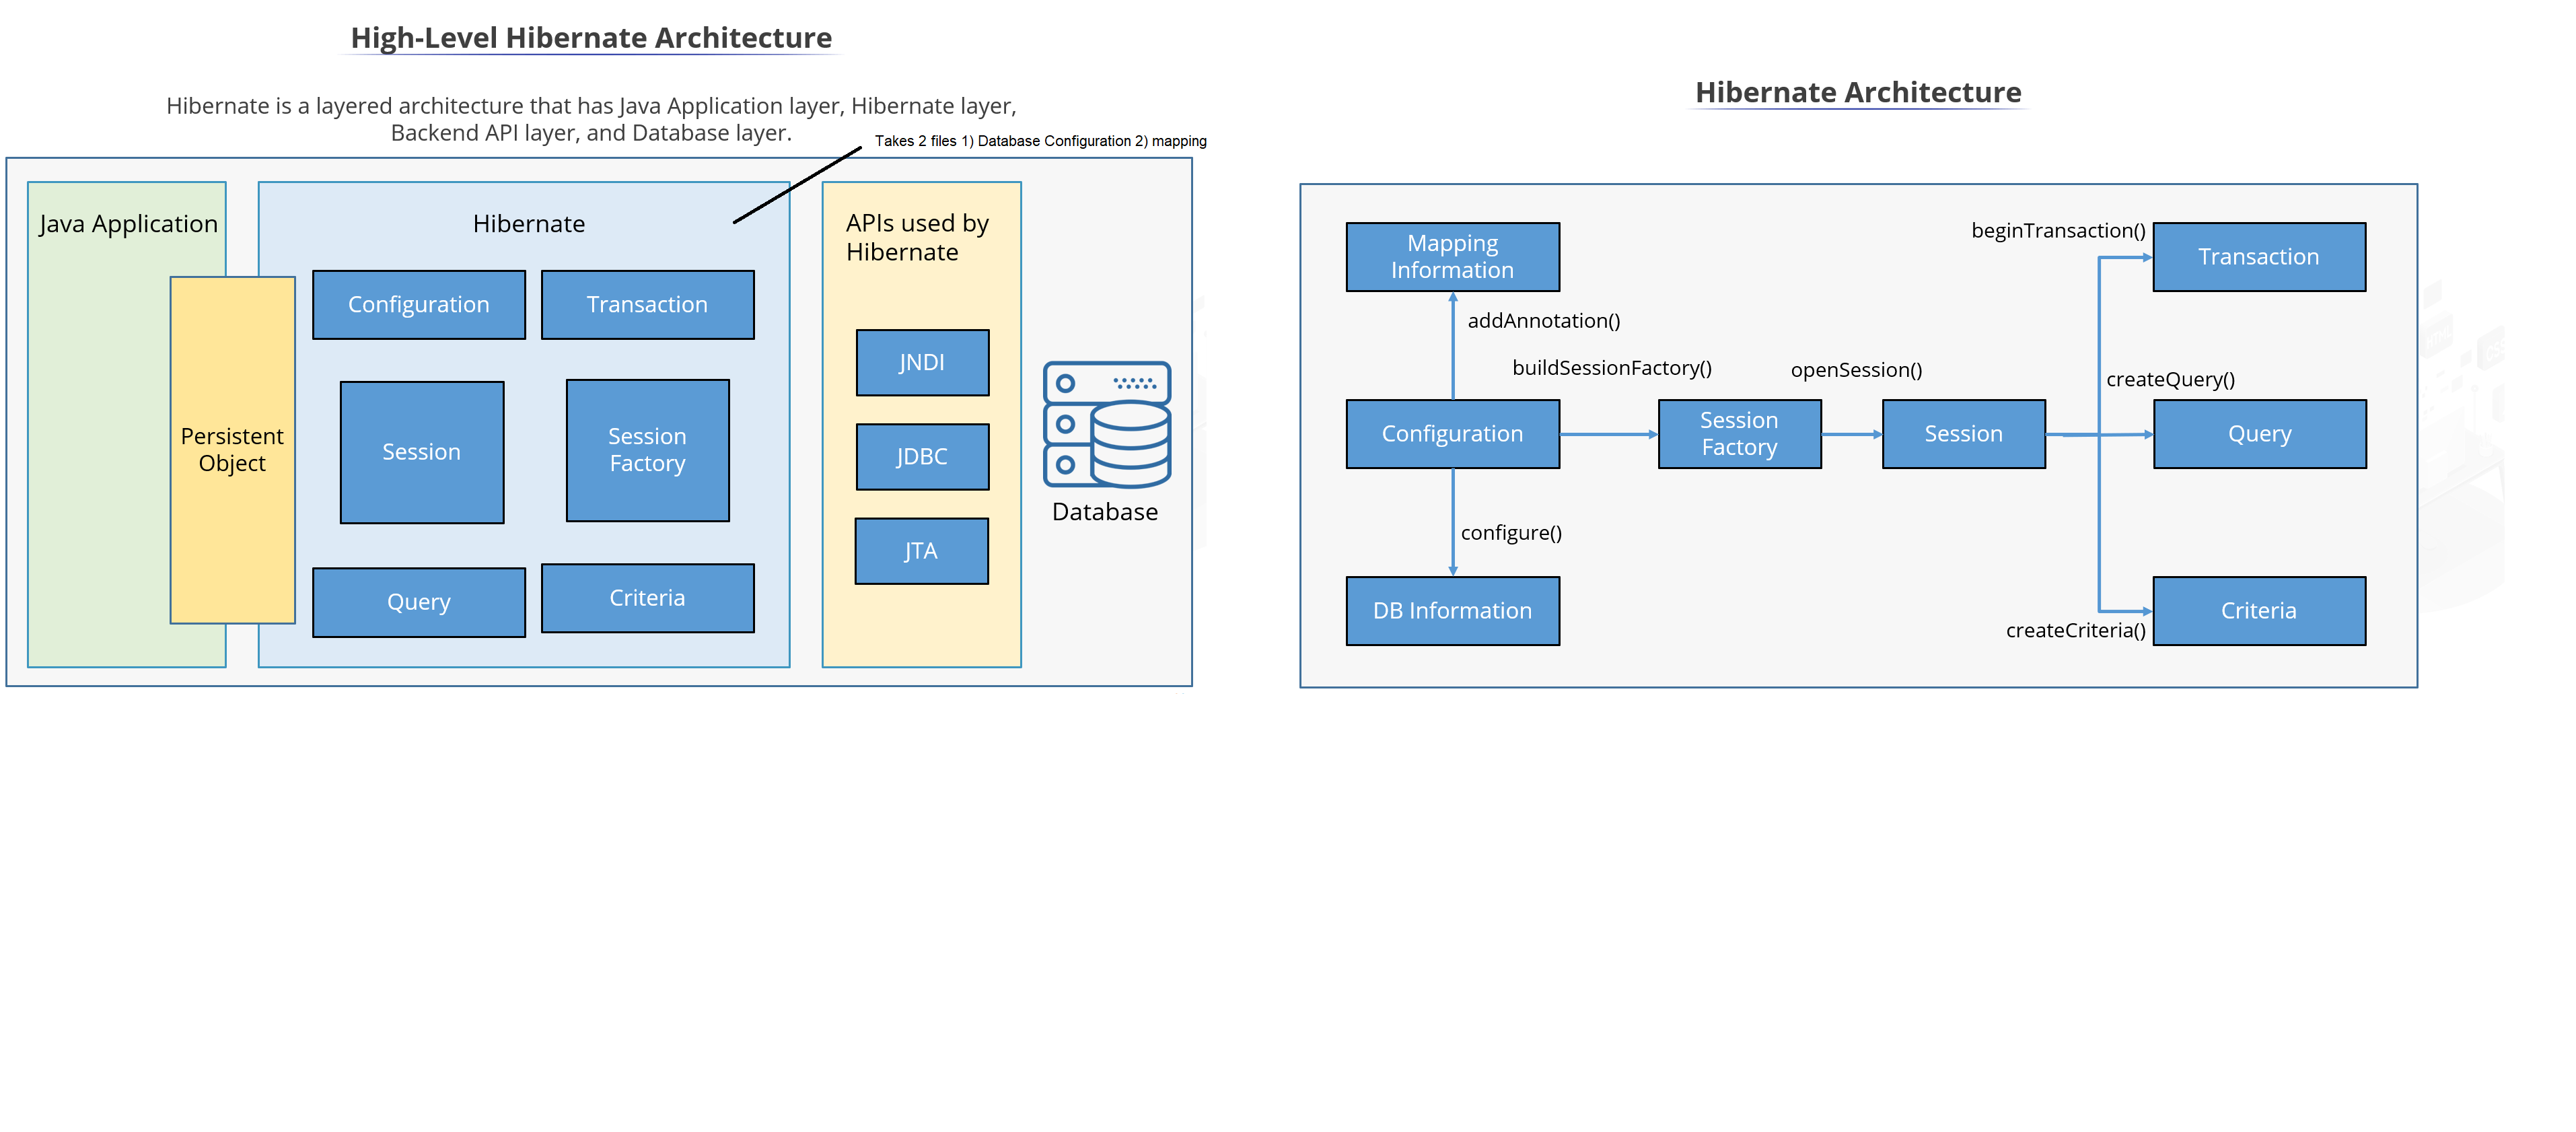 High-Level Hibernate Architecture
Hibernate is a layered architecture that has Java Application layer, Hibernate layer,
Backend API layer, and Database layer.
Takes 2 files 1) Database Configuration 2) mapping
Java Application
Persistent
Object
Hibernate
Configuration
Transaction
Session
Session
Factory
Query
Criteria
APIs used by
Hibernate
JNDI
JDBC
JTA
Database
Hibernate Architecture
Mapping
Information
addAnnotation()
buildSessionFactory()
openSession()
Configuration
Session
Factory
Session
configure()
DB Information
beginTransaction()
Transaction
createQuery()
Query
createCriteria()
Criteria